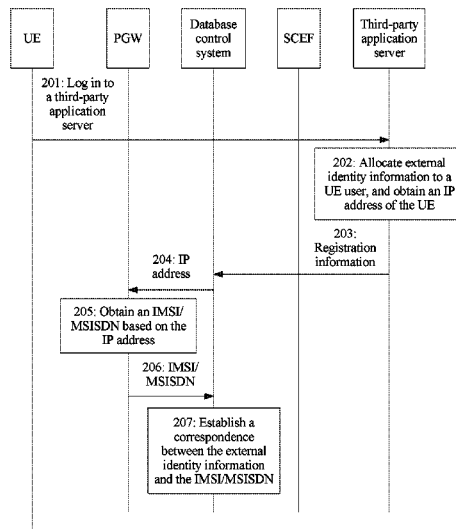 UE
PGW
Database
control
system
SCEF
Third-party
application
server
201: Log in to
a third-party
application
server
202: Allocate external
identity information to a
UE user, and obtain an IP
address of the UE
203:
Registration
information
204: IP
address
205: Obtain an IMSI/
MSISDN based on the
IP address
206: IMSI/
MSISDN
207: Establish a
correspondence
between the external
identity information
and the IMSI/MSISDN